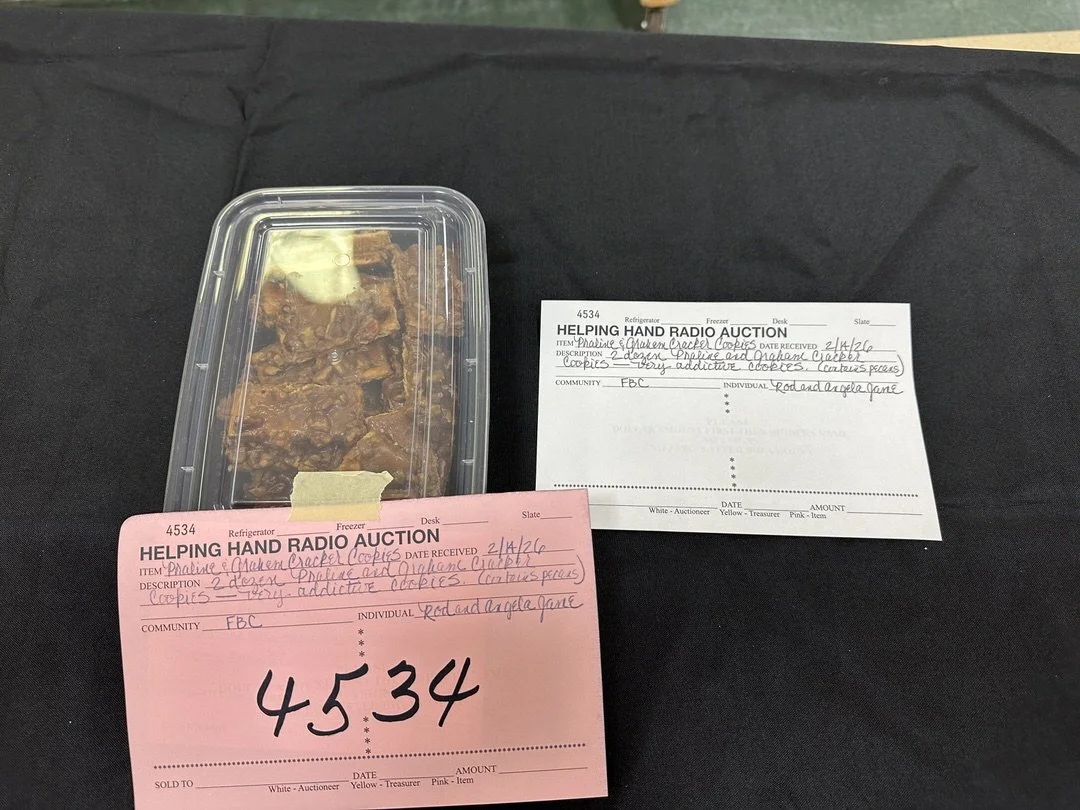 4534 Refrigerator Freezer Desk Slate
HELPING HAND RADIO AUCTION
ITEM Praline & Graham Cracker Cookies DATE RECEIVED 2/14/26
DESCRIPTION 2 dozen Praline and Graham Cracker
Cookies — very addictive cookies. (contains pecans)
COMMUNITY FBC INDIVIDUAL Rod and Angela Jane
DATE AMOUNT
White - Auctioneer Yellow - Treasurer Pink - Item
4534 Refrigerator Freezer Desk Slate
HELPING HAND RADIO AUCTION
ITEM Praline & Graham Cracker Cookies DATE RECEIVED 2/14/26
DESCRIPTION 2 dozen Praline and Graham Cracker
Cookies — very addictive cookies. (contains pecans)
COMMUNITY FBC INDIVIDUAL Rod and Angela Jane
4534
SOLD TO DATE AMOUNT
White - Auctioneer Yellow - Treasurer Pink - Item